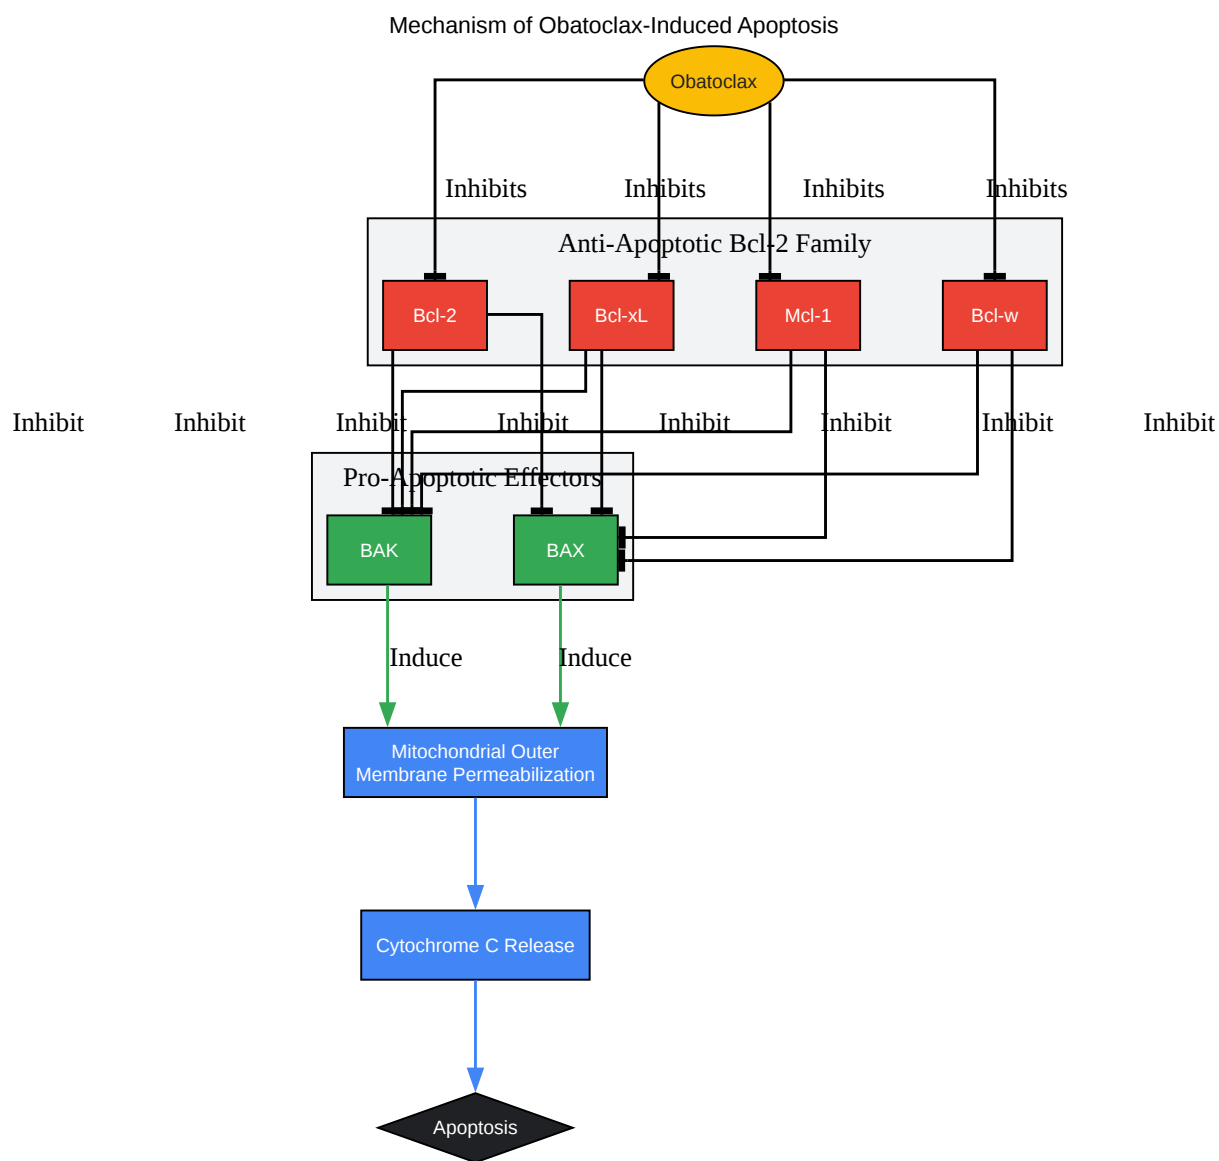 Mechanism of Obatoclax-Induced Apoptosis
Obatoclax
Inhibits
Inhibits
Inhibits
Inhibits
Anti-Apoptotic Bcl-2 Family
Bcl-2
Bcl-xL
Mcl-1
Bcl-w
Inhibit
Inhibit
Inhibit
Inhibit
Inhibit
Inhibit
Inhibit
Inhibit
Pro-Apoptotic Effectors
BAK
BAX
Induce
Induce
Mitochondrial Outer
Membrane Permeabilization
Cytochrome C Release
Apoptosis